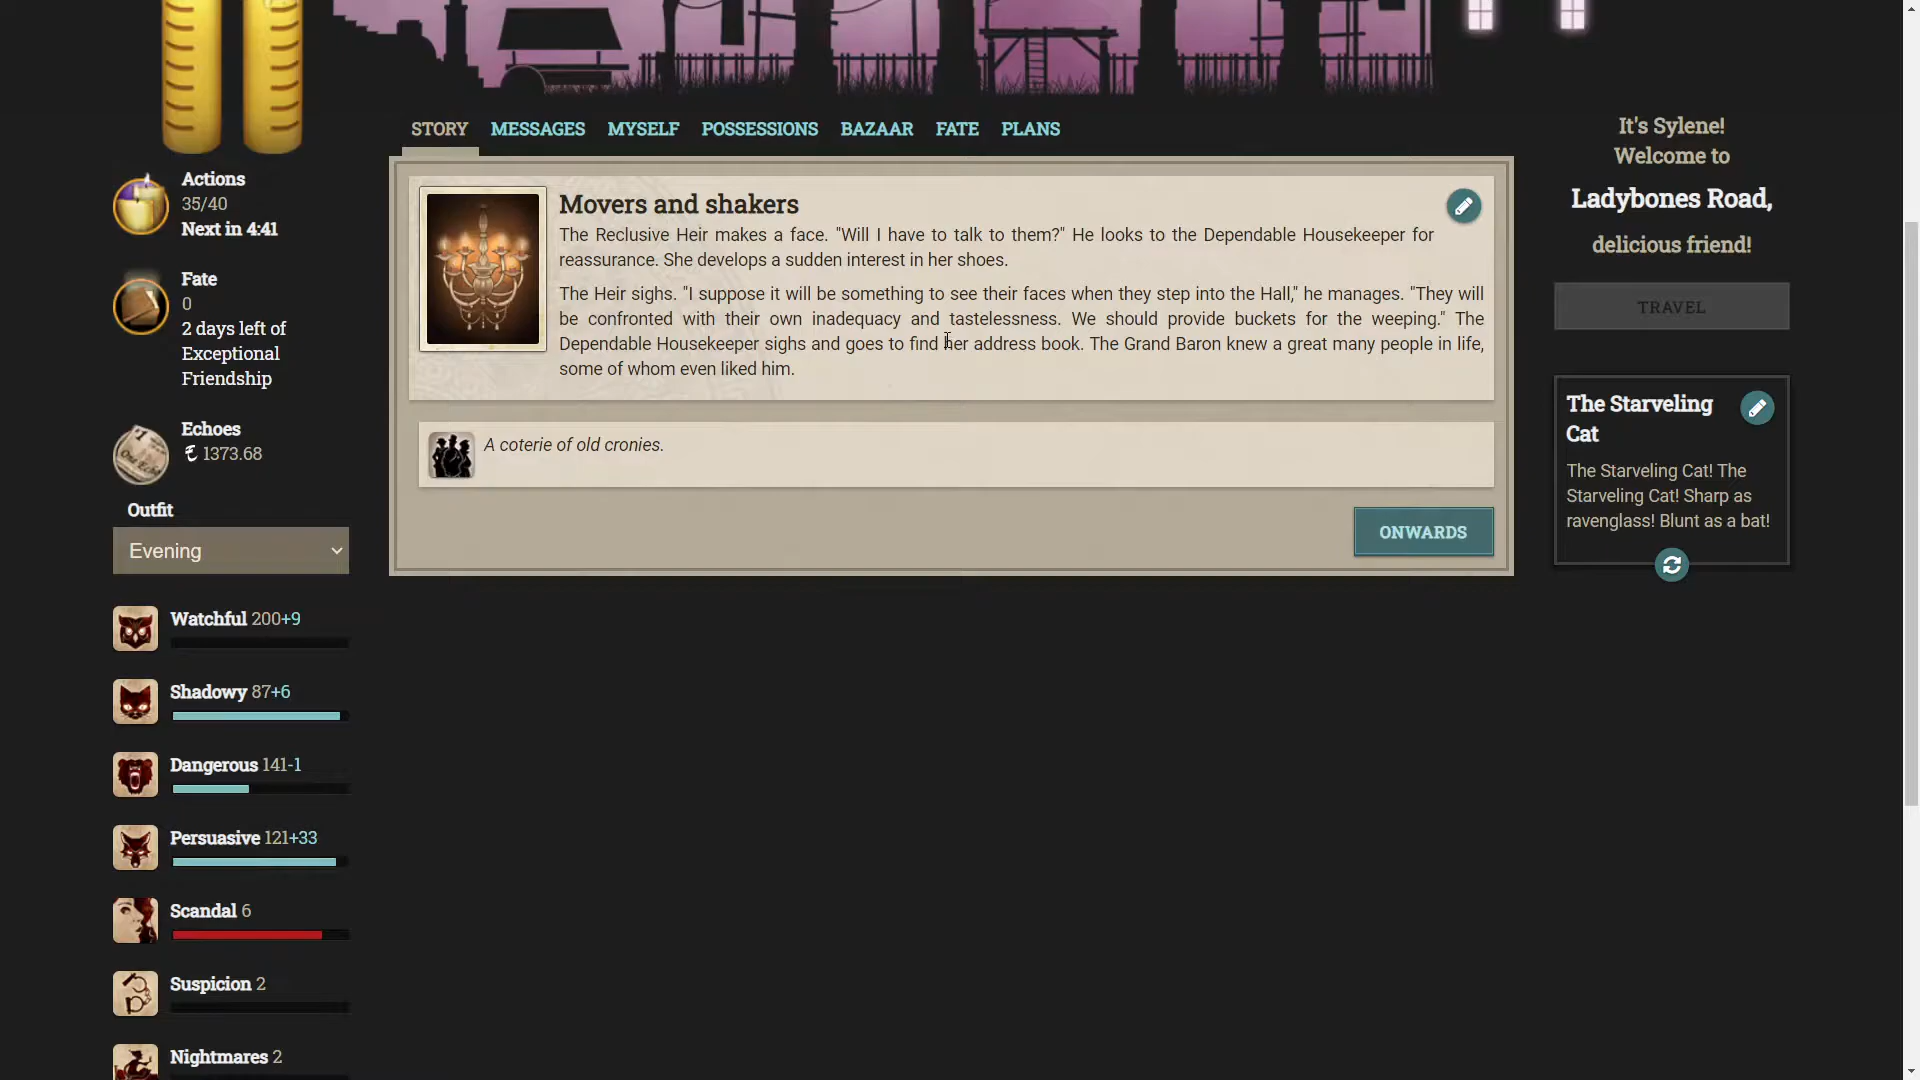 STORY MESSAGES MYSELF POSSESSIONS BAZAAR FATE PLANS
Actions
35/40
Next in 4:41
Fate
0
2 days left of
Exceptional
Friendship
Echoes
1373.68
Outfit
Evening
Watchful 200+9
Shadowy 87+6
Dangerous 141-1
Persuasive 121+33
Scandal 6
Suspicion 2
Nightmares 2
Movers and shakers
The Reclusive Heir makes a face. "Will I have to talk to them?" He looks to the Dependable Housekeeper for
reassurance. She develops a sudden interest in her shoes.
The Heir sighs. "I suppose it will be something to see their faces when they step into the Hall," he manages. "They will
be confronted with their own inadequacy and tastelessness. We should provide buckets for the weeping." The
Dependable Housekeeper sighs and goes to find her address book. The Grand Baron knew a great many people in life,
some of whom even liked him.
A coterie of old cronies.
ONWARDS
It's Sylene!
Welcome to
Ladybones Road,
delicious friend!
TRAVEL
The Starveling
Cat
The Starveling Cat! The
Starveling Cat! Sharp as
ravenglass! Blunt as a bat!